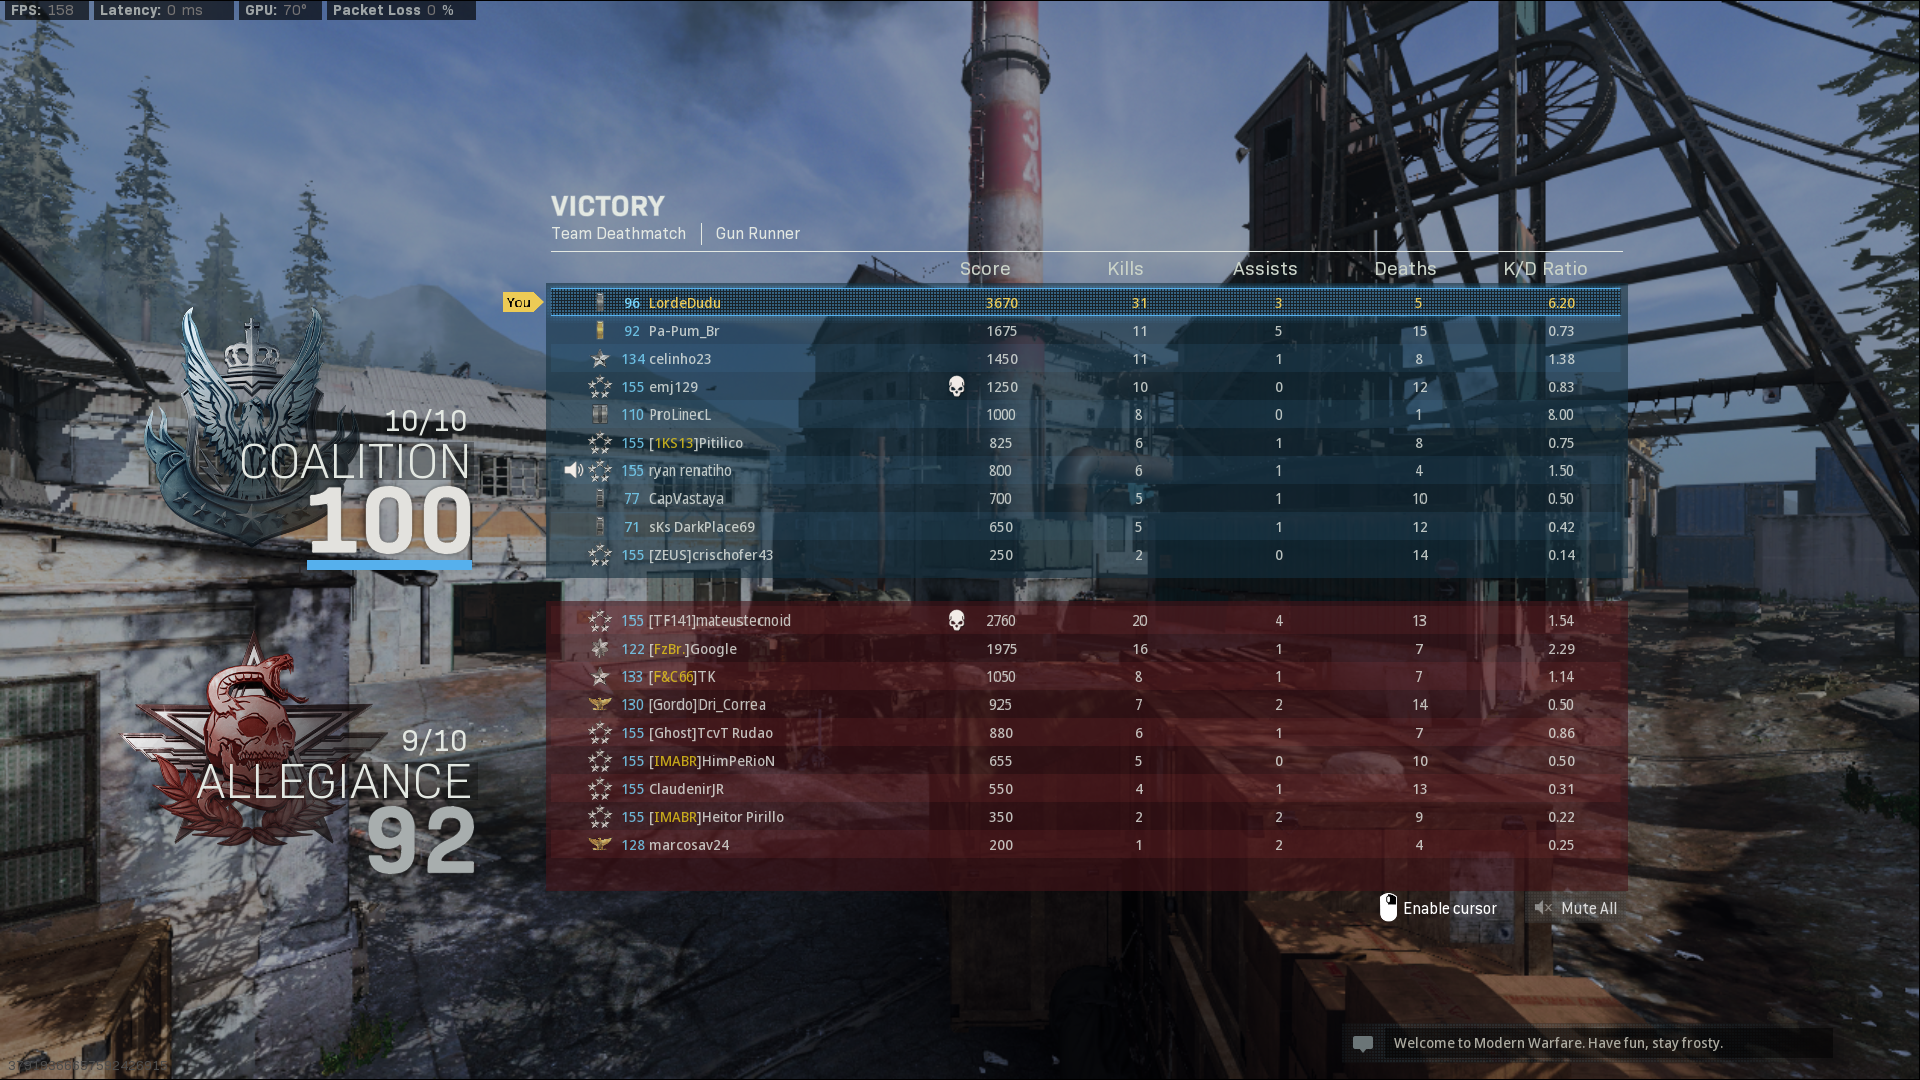 FPS: 158 Latency: 0 ms GPU: 70° Packet Loss 0 %
34
VICTORY
Team Deathmatch | Gun Runner
Score Kills Assists Deaths K/D Ratio
You 96 LordeDudu 3670 31 3 5 6.20
92 Pa-Pum_Br 1675 11 5 15 0.73
134 celinho23 1450 11 1 8 1.38
155 emj129 1250 10 0 12 0.83
110 ProLinecL 1000 8 0 1 8.00
155 [1KS13]Pitilico 825 6 1 8 0.75
155 ryan renatiho 800 6 1 4 1.50
77 CapVastaya 700 5 1 10 0.50
71 sKs DarkPlace69 650 5 1 12 0.42
155 [ZEUS]crischofer43 250 2 0 14 0.14
10/10
COALITION
100
155 [TF141]mateustecnoid 2760 20 4 13 1.54
122 [FzBr.]Google 1975 16 1 7 2.29
133 [F&C66]TK 1050 8 1 7 1.14
130 [Gordo]Dri_Correa 925 7 2 14 0.50
155 [Ghost]TcvT Rudao 880 6 1 7 0.86
155 [IMABR]HimPeRioN 655 5 0 10 0.50
155 ClaudenirJR 550 4 1 13 0.31
155 [IMABR]Heitor Pirillo 350 2 2 9 0.22
128 marcosav24 200 1 2 4 0.25
9/10
ALLEGIANCE
92
Enable cursor Mute All
Welcome to Modern Warfare. Have fun, stay frosty.